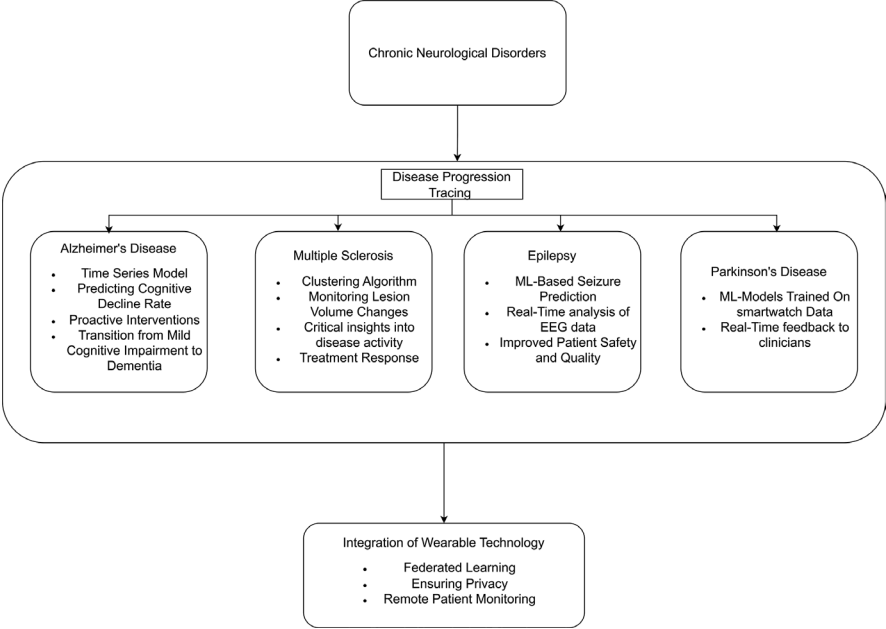 Chronic Neurological Disorders
Disease Progression
Tracing
Alzheimer's Disease
• Time Series Model
• Predicting Cognitive
Decline Rate
• Proactive Interventions
• Transition from Mild
Cognitive Impairment to
Dementia
Multiple Sclerosis
• Clustering Algorithm
• Monitoring Lesion
Volume Changes
• Critical insights into
disease activity
• Treatment Response
Epilepsy
• ML-Based Seizure
Prediction
• Real-Time analysis of
EEG data
• Improved Patient Safety
and Quality
Parkinson's Disease
• ML-Models Trained On
smartwatch Data
• Real-Time feedback to
clinicians
Integration of Wearable Technology
• Federated Learning
• Ensuring Privacy
• Remote Patient Monitoring